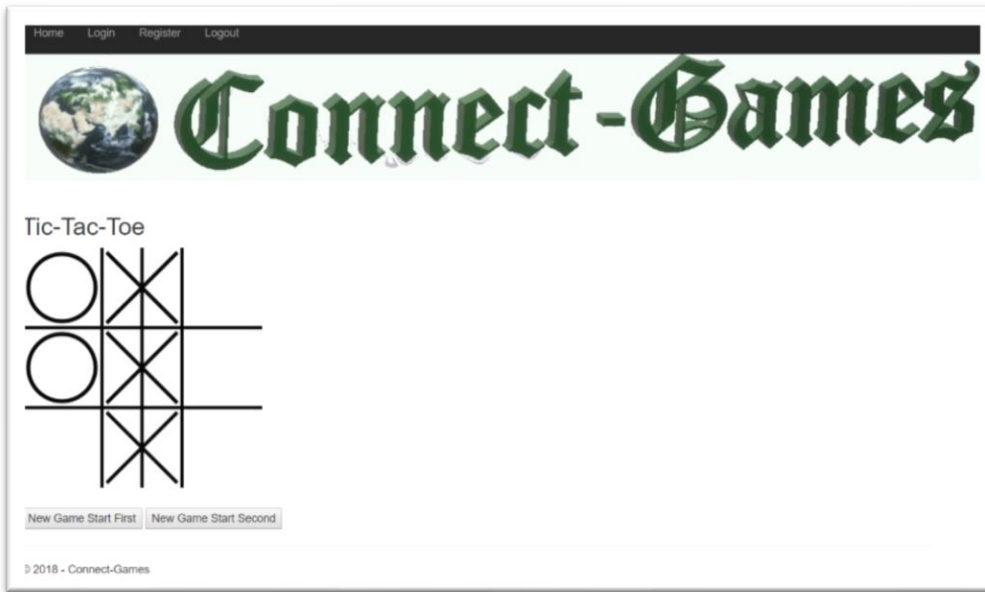 Home Login Register Logout
Connect-Games
Tic-Tac-Toe
New Game Start First New Game Start Second
© 2018 - Connect-Games